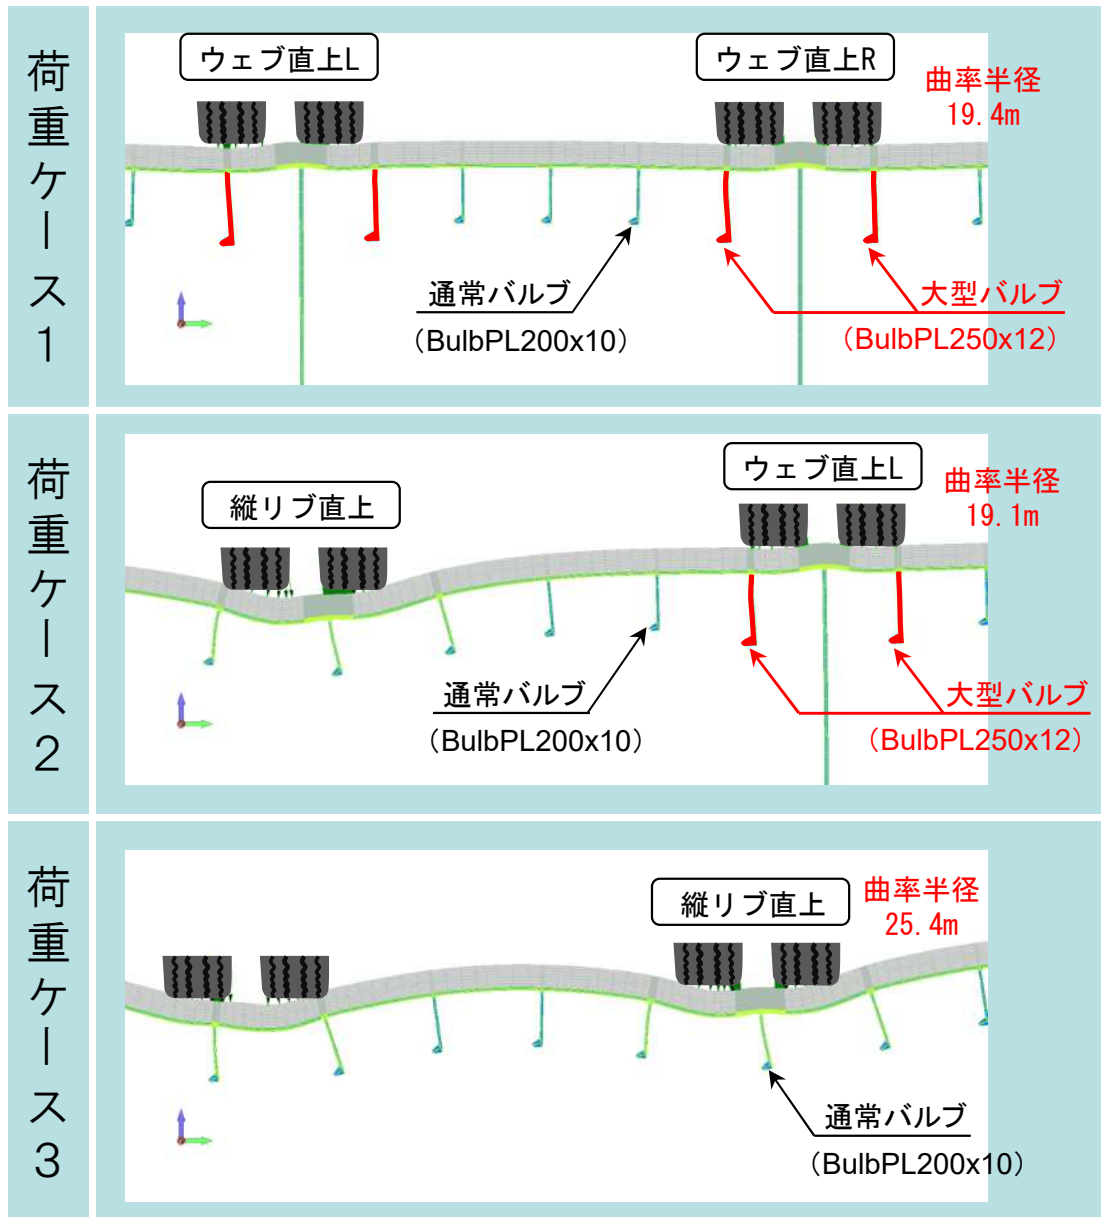 荷重ケース1
ウェブ直上L
ウェブ直上R
曲率半径
19.4m
通常バルブ
（BulbPL200x10）
大型バルブ
（BulbPL250x12）
荷重ケース2
縦リブ直上
ウェブ直上L
曲率半径
19.1m
通常バルブ
（BulbPL200x10）
大型バルブ
（BulbPL250x12）
荷重ケース3
縦リブ直上
曲率半径
25.4m
通常バルブ
（BulbPL200x10）